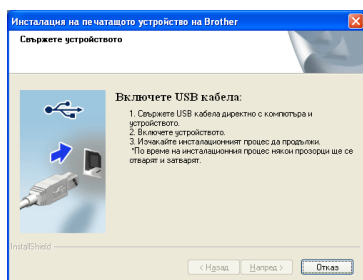 Инсталация на печатащо устройство на Brother
Свържете устройството
Включете USB кабела:
1. Свържете USB кабела директно с компютъра и
устройството.
2. Включете устройството.
3. Изчакайте инсталационният процес да продължи.
*По време на инсталационния процес някои прозорци ще се
отварят и затварят.
InstallShield
< Назад
Напред >
Отказ